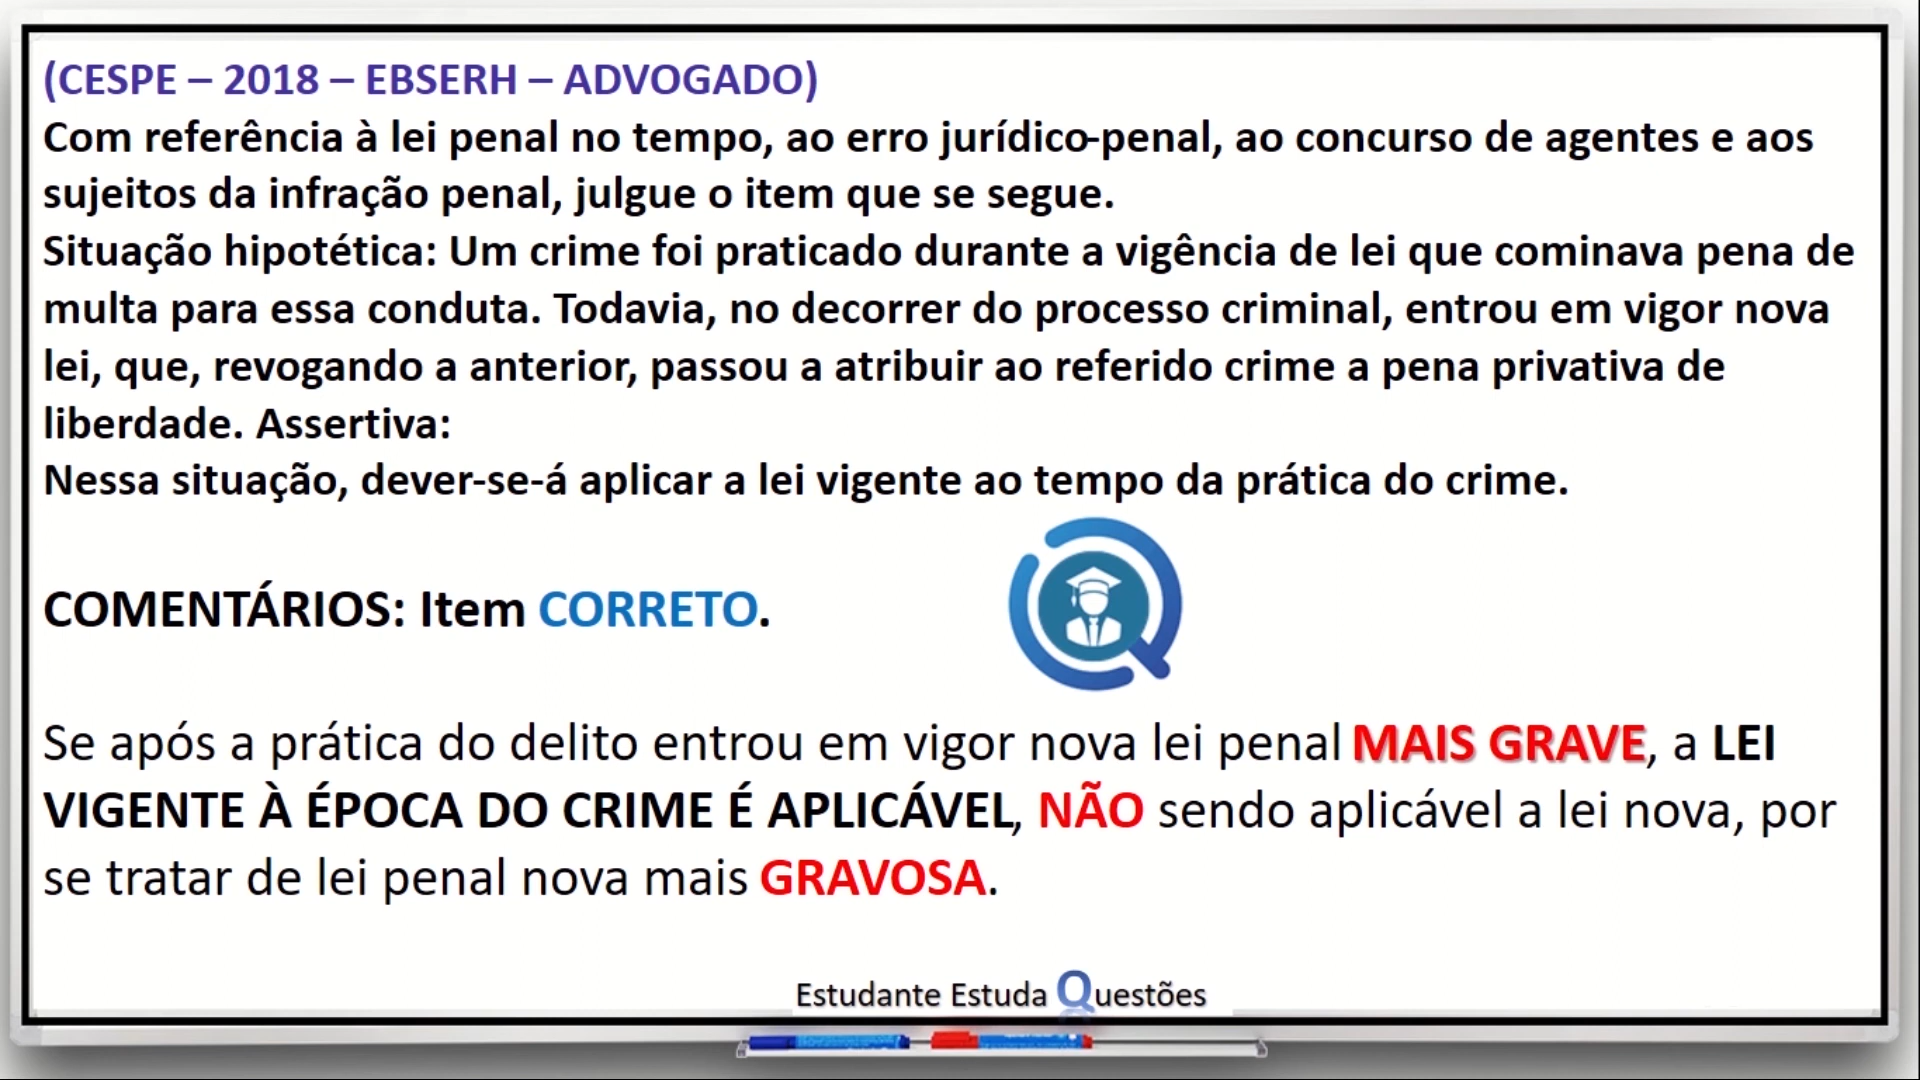 (CESPE – 2018 – EBSERH – ADVOGADO)
Com referência à lei penal no tempo, ao erro jurídico-penal, ao concurso de agentes e aos
sujeitos da infração penal, julgue o item que se segue.
Situação hipotética: Um crime foi praticado durante a vigência de lei que cominava pena de
multa para essa conduta. Todavia, no decorrer do processo criminal, entrou em vigor nova
lei, que, revogando a anterior, passou a atribuir ao referido crime a pena privativa de
liberdade. Assertiva:
Nessa situação, dever-se-á aplicar a lei vigente ao tempo da prática do crime.
COMENTÁRIOS: Item CORRETO.
Se após a prática do delito entrou em vigor nova lei penal MAIS GRAVE, a LEI
VIGENTE À ÉPOCA DO CRIME É APLICÁVEL, NÃO sendo aplicável a lei nova, por
se tratar de lei penal nova mais GRAVOSA.
Estudante Estuda Questões